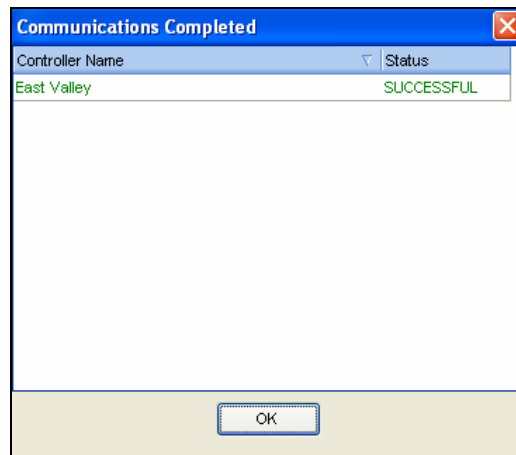 Communications Completed
Controller Name Status
East Valley SUCCESSFUL
OK